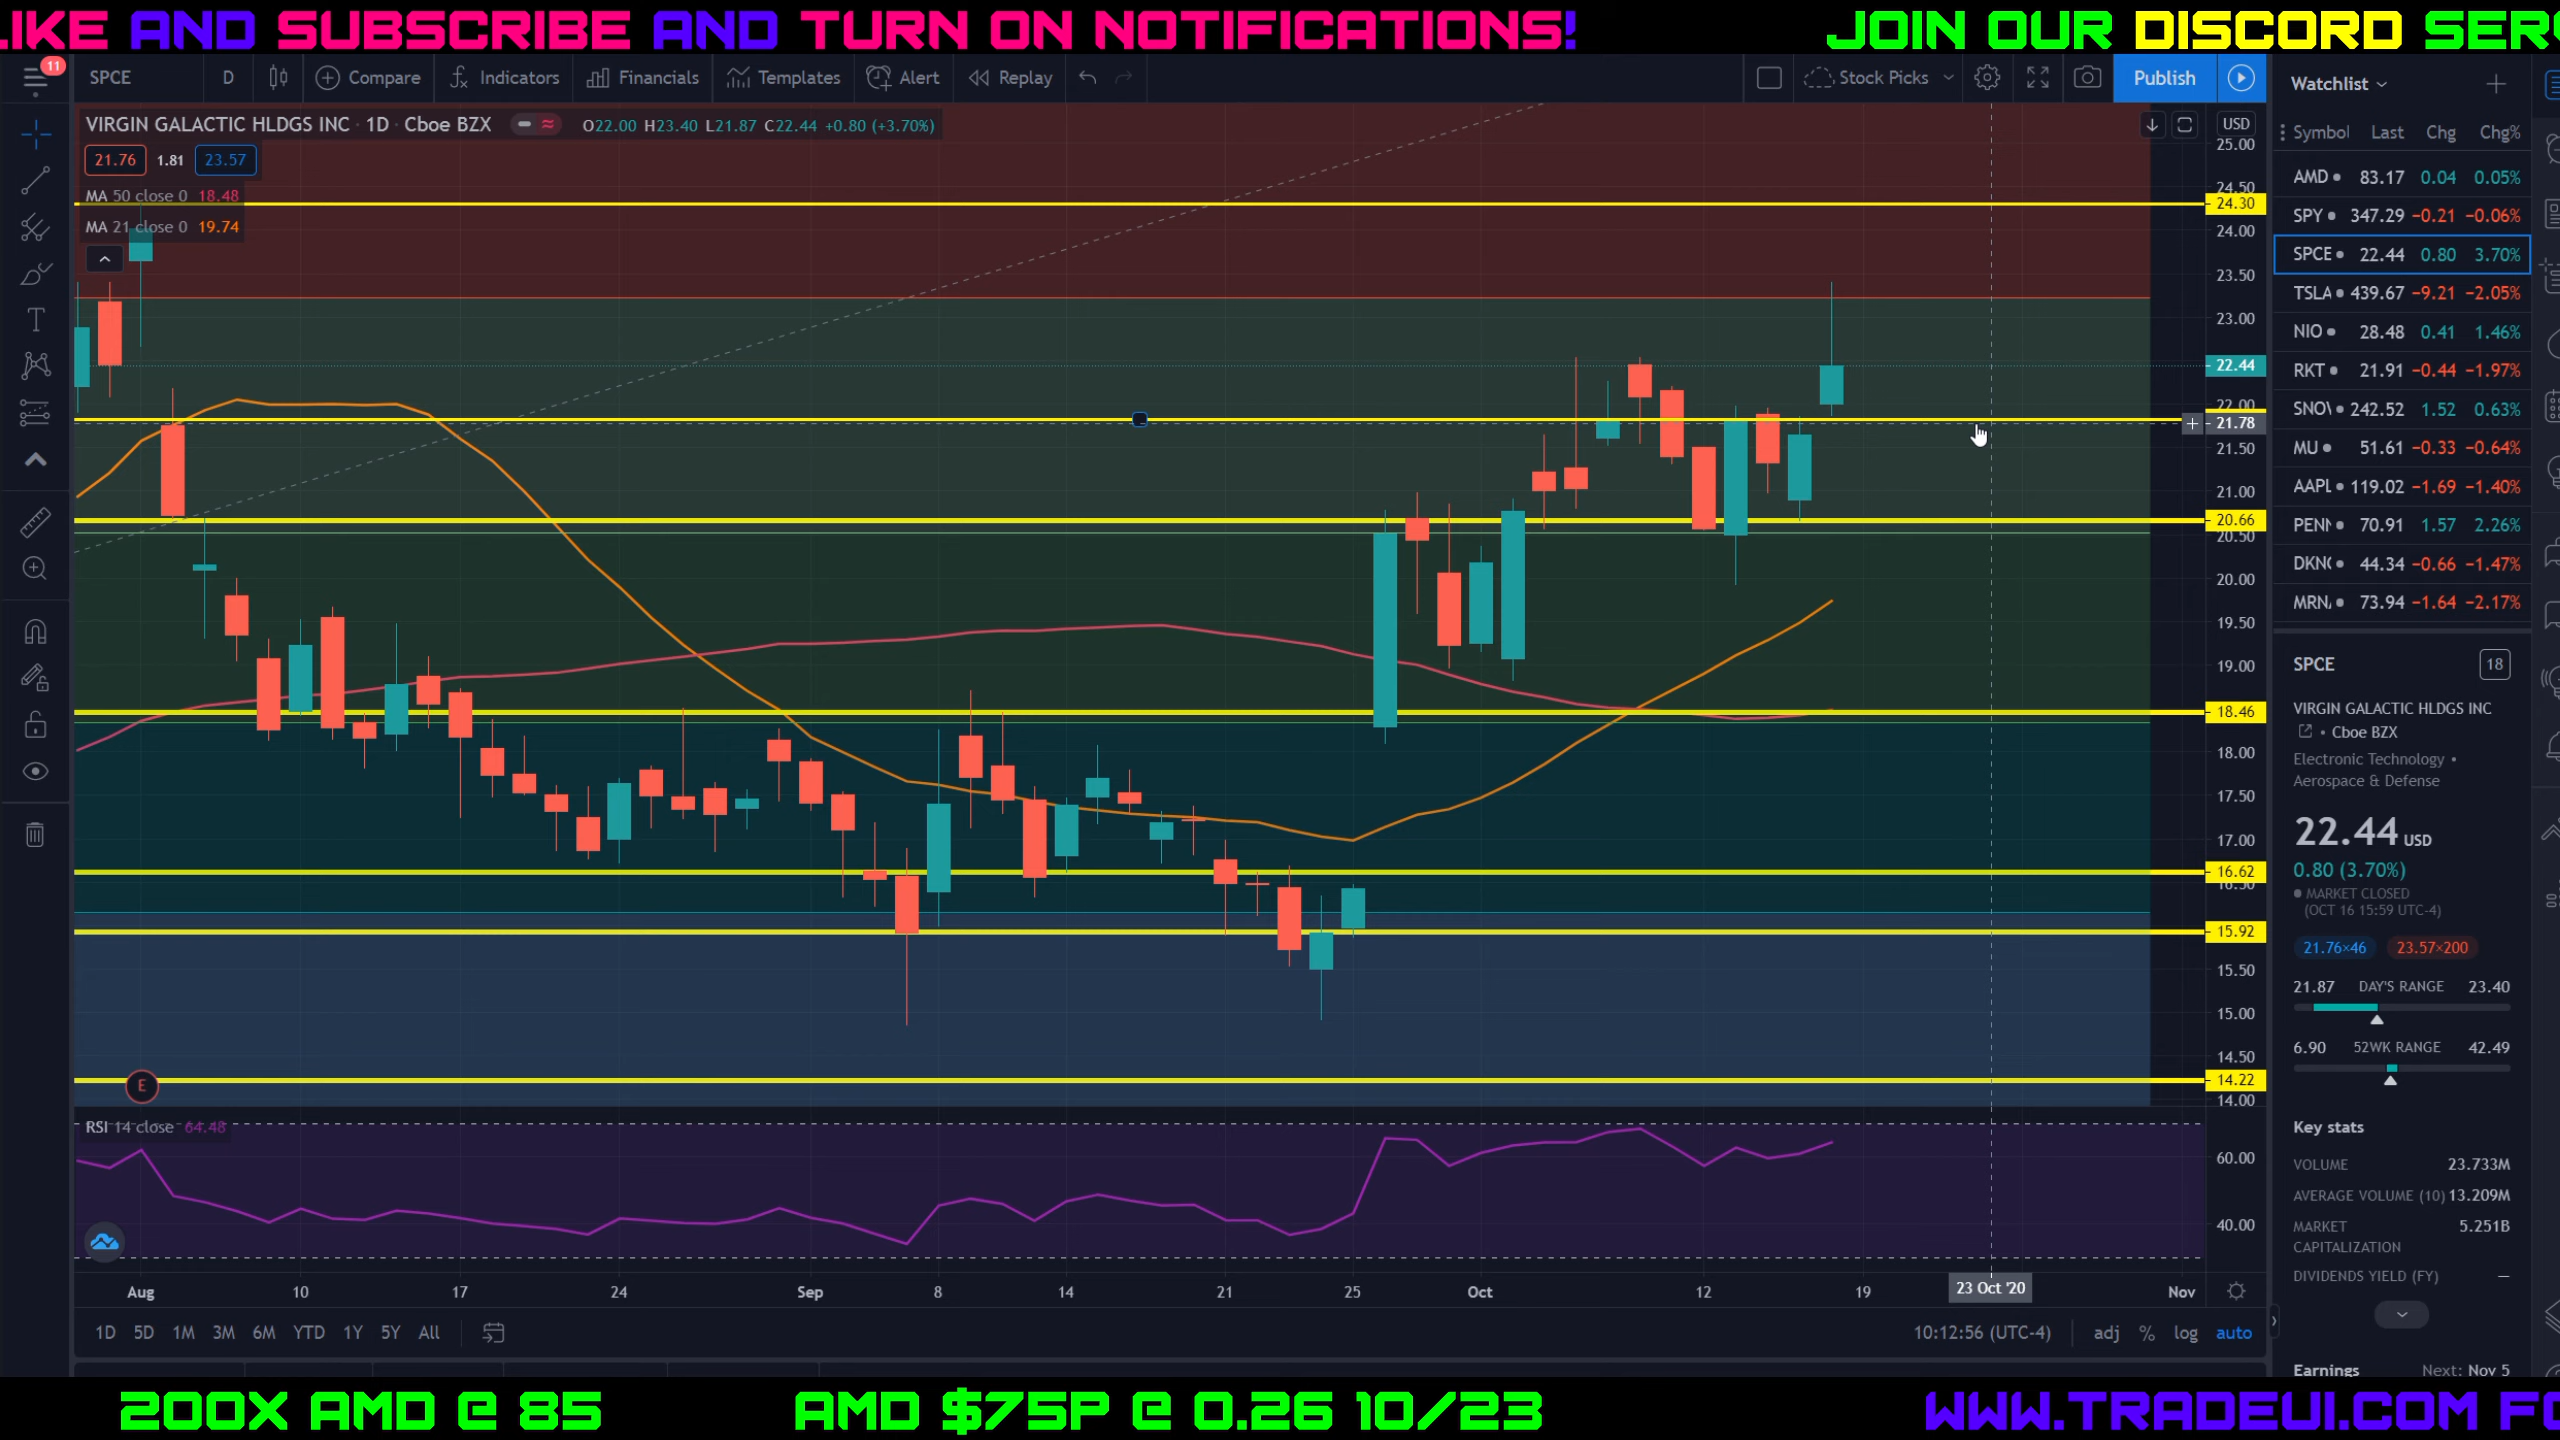 LIKE AND SUBSCRIBE AND TURN ON NOTIFICATIONS! JOIN OUR DISCORD SER
11
SPCE D Compare Indicators Financials Templates Alert Replay Stock Picks Publish
VIRGIN GALACTIC HLDGS INC · 1D · Cboe BZX O22.00 H23.40 L21.87 C22.44 +0.80 (+3.70%)
21.76 1.81 23.57
MA 50 close 0 18.48
MA 21 close 0 19.74
USD
25.00
24.50
24.30
24.00
23.50
23.00
22.44
22.00
21.78
21.50
21.00
20.66
20.50
20.00
19.50
19.00
18.46
18.00
17.50
17.00
16.62
16.50
15.92
15.50
15.00
14.50
14.22
14.00
E
RSI 14 close 64.48
60.00
40.00
Aug 10 17 24 Sep 8 14 21 25 Oct 12 19 23 Oct '20 Nov
1D 5D 1M 3M 6M YTD 1Y 5Y All 10:12:56 (UTC-4) adj % log auto
Watchlist
Symbol Last Chg Chg%
AMD 83.17 0.04 0.05%
SPY 347.29 −0.21 −0.06%
SPCE 22.44 0.80 3.70%
TSLA 439.67 −9.21 −2.05%
NIO 28.48 0.41 1.46%
RKT 21.91 −0.44 −1.97%
SNO 242.52 1.52 0.63%
MU 51.61 −0.33 −0.64%
AAPL 119.02 −1.69 −1.40%
PENN 70.91 1.57 2.26%
DKN 44.34 −0.66 −1.47%
MRN 73.94 −1.64 −2.17%
SPCE 18
VIRGIN GALACTIC HLDGS INC
• Cboe BZX
Electronic Technology •
Aerospace & Defense
22.44 USD
0.80 (3.70%)
MARKET CLOSED
(OCT 16 15:59 UTC-4)
21.76×46 23.57×200
21.87 DAY'S RANGE 23.40
6.90 52WK RANGE 42.49
Key stats
VOLUME 23.733M
AVERAGE VOLUME (10) 13.209M
MARKET CAPITALIZATION 5.251B
DIVIDENDS YIELD (FY) —
Earnings Next: Nov 5
200X AMD @ 85 AMD $75P @ 0.26 10/23 WWW.TRADEUI.COM FO